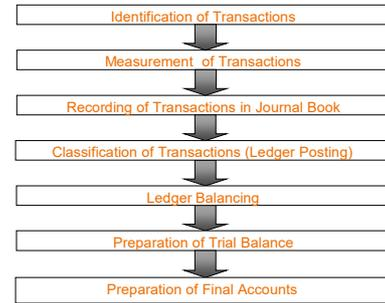 Identification of Transactions
Measurement of Transactions
Recording of Transactions in Journal Book
Classification of Transactions (Ledger Posting)
Ledger Balancing
Preparation of Trial Balance
Preparation of Final Accounts